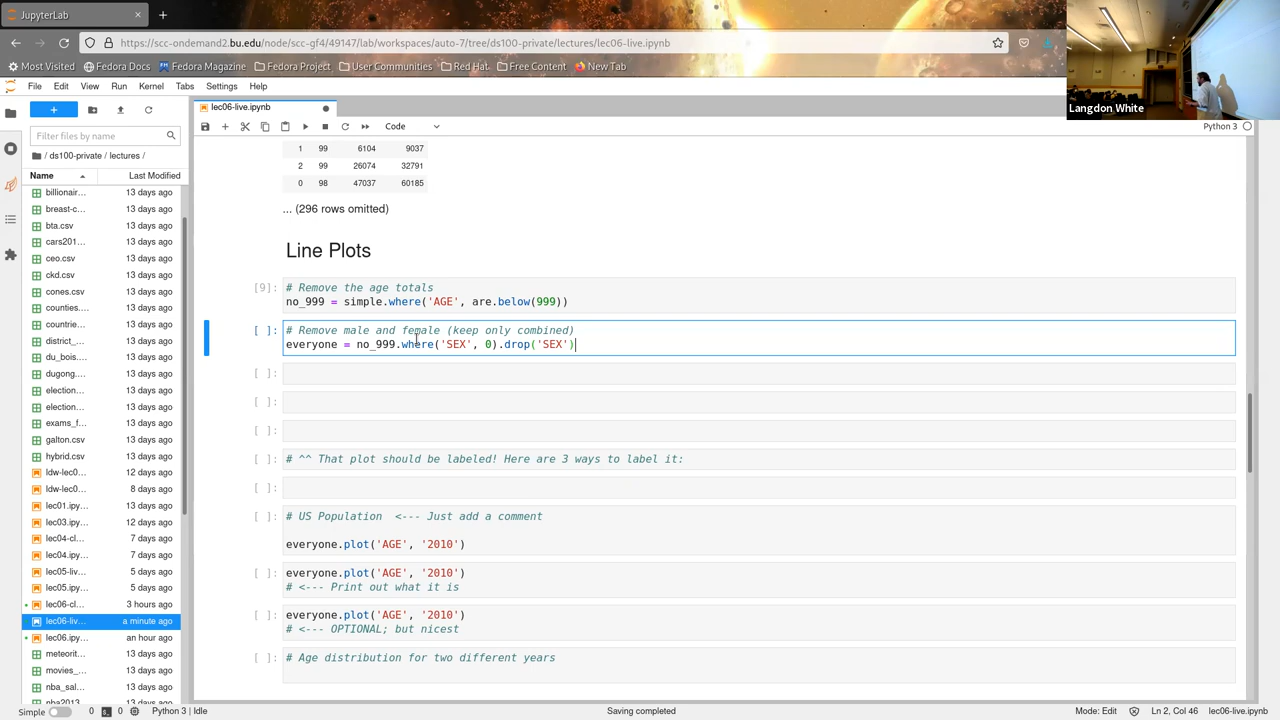 JupyterLab
https://scc-ondemand2.bu.edu/node/scc-gf4/49147/lab/workspaces/auto-7/tree/ds100-private/lectures/lec06-live.ipynb
Most Visited Fedora Docs Fedora Magazine Fedora Project User Communities Red Hat Free Content New Tab
File Edit View Run Kernel Tabs Settings Help
Langdon White
lec06-live.ipynb
Code
Python 3
Filter files by name
/ ds100-private / lectures /
Name Last Modified
billionair... 13 days ago
breast-c... 13 days ago
bta.csv 13 days ago
cars201... 13 days ago
ceo.csv 13 days ago
ckd.csv 13 days ago
cones.csv 13 days ago
counties.... 13 days ago
countrie... 13 days ago
district_... 13 days ago
du_bois.... 13 days ago
dugong.... 13 days ago
election... 13 days ago
election... 13 days ago
exams_f... 13 days ago
galton.csv 13 days ago
hybrid.csv 13 days ago
ldw-lec0... 12 days ago
ldw-lec0... 8 days ago
lec01.ipy... 13 days ago
lec03.ipy... 12 days ago
lec04-cl... 7 days ago
lec04.ipy... 7 days ago
lec05-liv... 5 days ago
lec05.ipy... 5 days ago
lec06-cl... 3 hours ago
lec06-liv... a minute ago
lec06.ipy... an hour ago
meteorit... 13 days ago
movies_... 13 days ago
nba_sal... 13 days ago
nba2013... 13 days ago
1 99 6104 9037
2 99 26074 32791
0 98 47037 60185
... (296 rows omitted)
Line Plots
[9]: # Remove the age totals
no_999 = simple.where('AGE', are.below(999))
[ ]: # Remove male and female (keep only combined)
everyone = no_999.where('SEX', 0).drop('SEX')
[ ]:
[ ]:
[ ]:
[ ]: # ^^ That plot should be labeled! Here are 3 ways to label it:
[ ]:
[ ]: # US Population <--- Just add a comment
everyone.plot('AGE', '2010')
[ ]: everyone.plot('AGE', '2010')
# <--- Print out what it is
[ ]: everyone.plot('AGE', '2010')
# <--- OPTIONAL; but nicest
[ ]: # Age distribution for two different years
Simple 0 0 Python 3 | Idle
Saving completed
Mode: Edit Ln 2, Col 46 lec06-live.ipynb